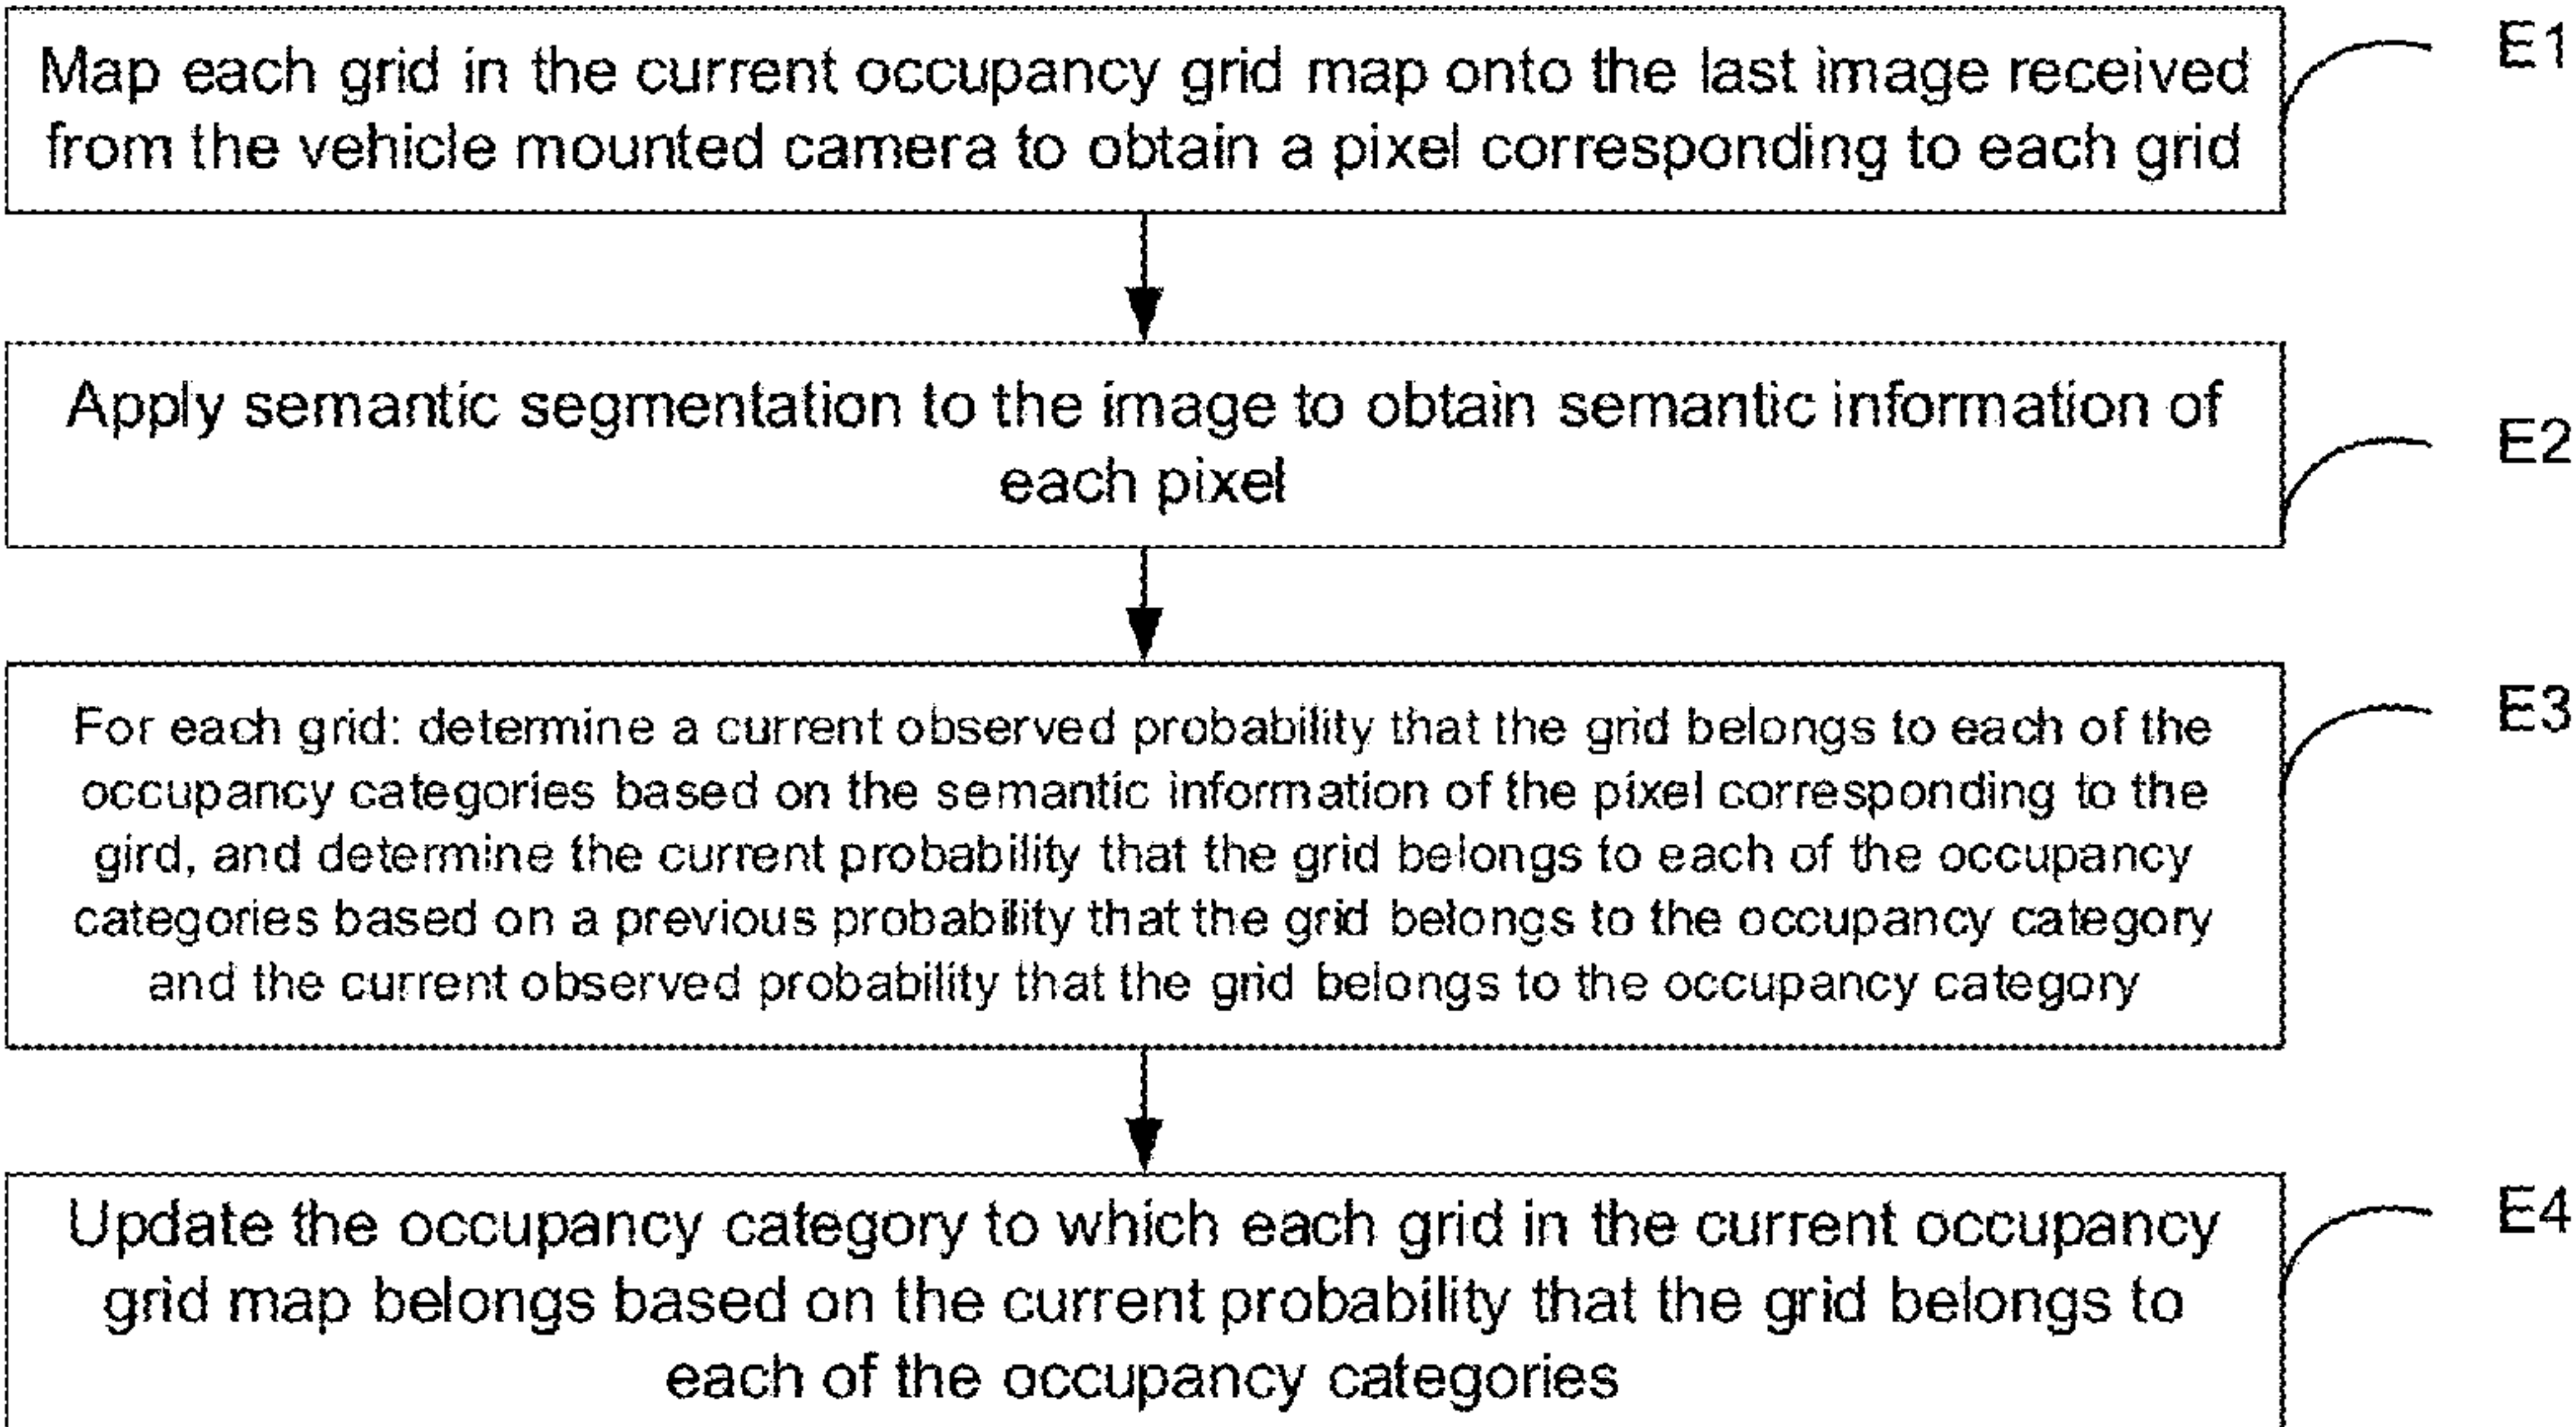 Map each grid in the current occupancy grid map onto the last image received
from the vehicle mounted camera to obtain a pixel corresponding to each grid
E1
Apply semantic segmentation to the image to obtain semantic information of
each pixel
E2
For each grid: determine a current observed probability that the grid belongs to each of the
occupancy categories based on the semantic information of the pixel corresponding to the
gird, and determine the current probability that the grid belongs to each of the occupancy
categories based on a previous probability that the grid belongs to the occupancy category
and the current observed probability that the grid belongs to the occupancy category
E3
Update the occupancy category to which each grid in the current occupancy
grid map belongs based on the current probability that the grid belongs to
each of the occupancy categories
E4